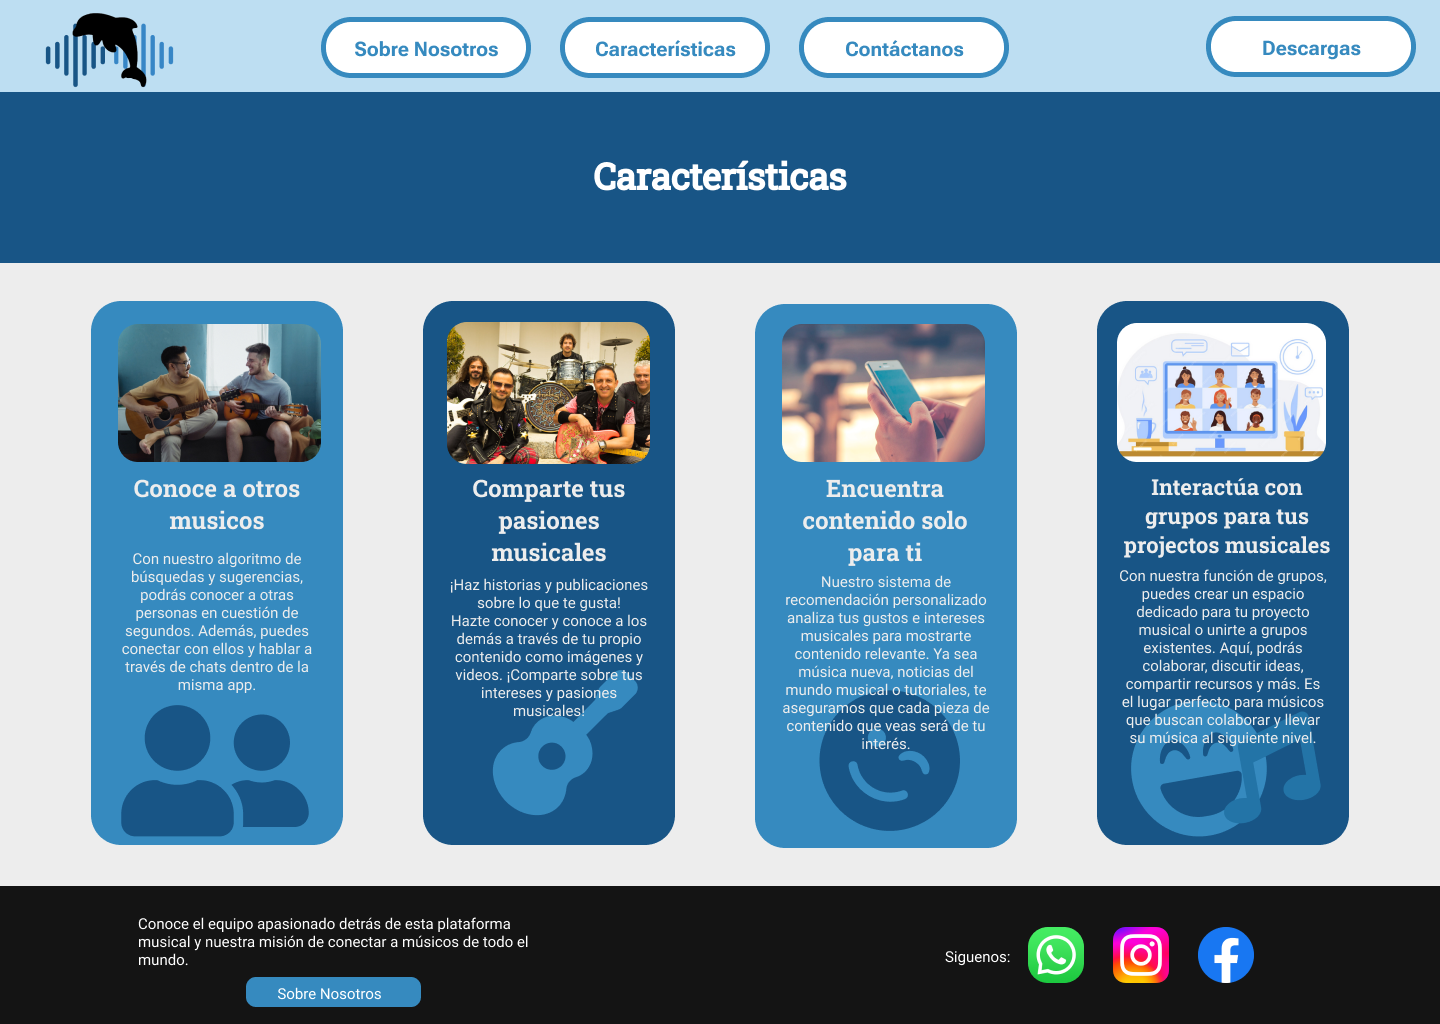 Sobre Nosotros
Características
Contáctanos
Descargas
Características
Conoce a otros
musicos
Con nuestro algoritmo de
búsquedas y sugerencias,
podrás conocer a otras
personas en cuestión de
segundos. Además, puedes
conectar con ellos y hablar a
través de chats dentro de la
misma app.
Comparte tus
pasiones
musicales
¡Haz historias y publicaciones
sobre lo que te gusta!
Hazte conocer y conoce a los
demás a través de tu propio
contenido como imágenes y
videos. ¡Comparte sobre tus
intereses y pasiones
musicales!
Encuentra
contenido solo
para ti
Nuestro sistema de
recomendación personalizado
analiza tus gustos e intereses
musicales para mostrarte
contenido relevante. Ya sea
música nueva, noticias del
mundo musical o tutoriales, te
aseguramos que cada pieza de
contenido que veas será de tu
interés.
Interactúa con
grupos para tus
projectos musicales
Con nuestra función de grupos,
puedes crear un espacio
dedicado para tu proyecto
musical o unirte a grupos
existentes. Aquí, podrás
colaborar, discutir ideas,
compartir recursos y más. Es
el lugar perfecto para músicos
que buscan colaborar y llevar
su música al siguiente nivel.
Conoce el equipo apasionado detrás de esta plataforma
musical y nuestra misión de conectar a músicos de todo el
mundo.
Sobre Nosotros
Siguenos: